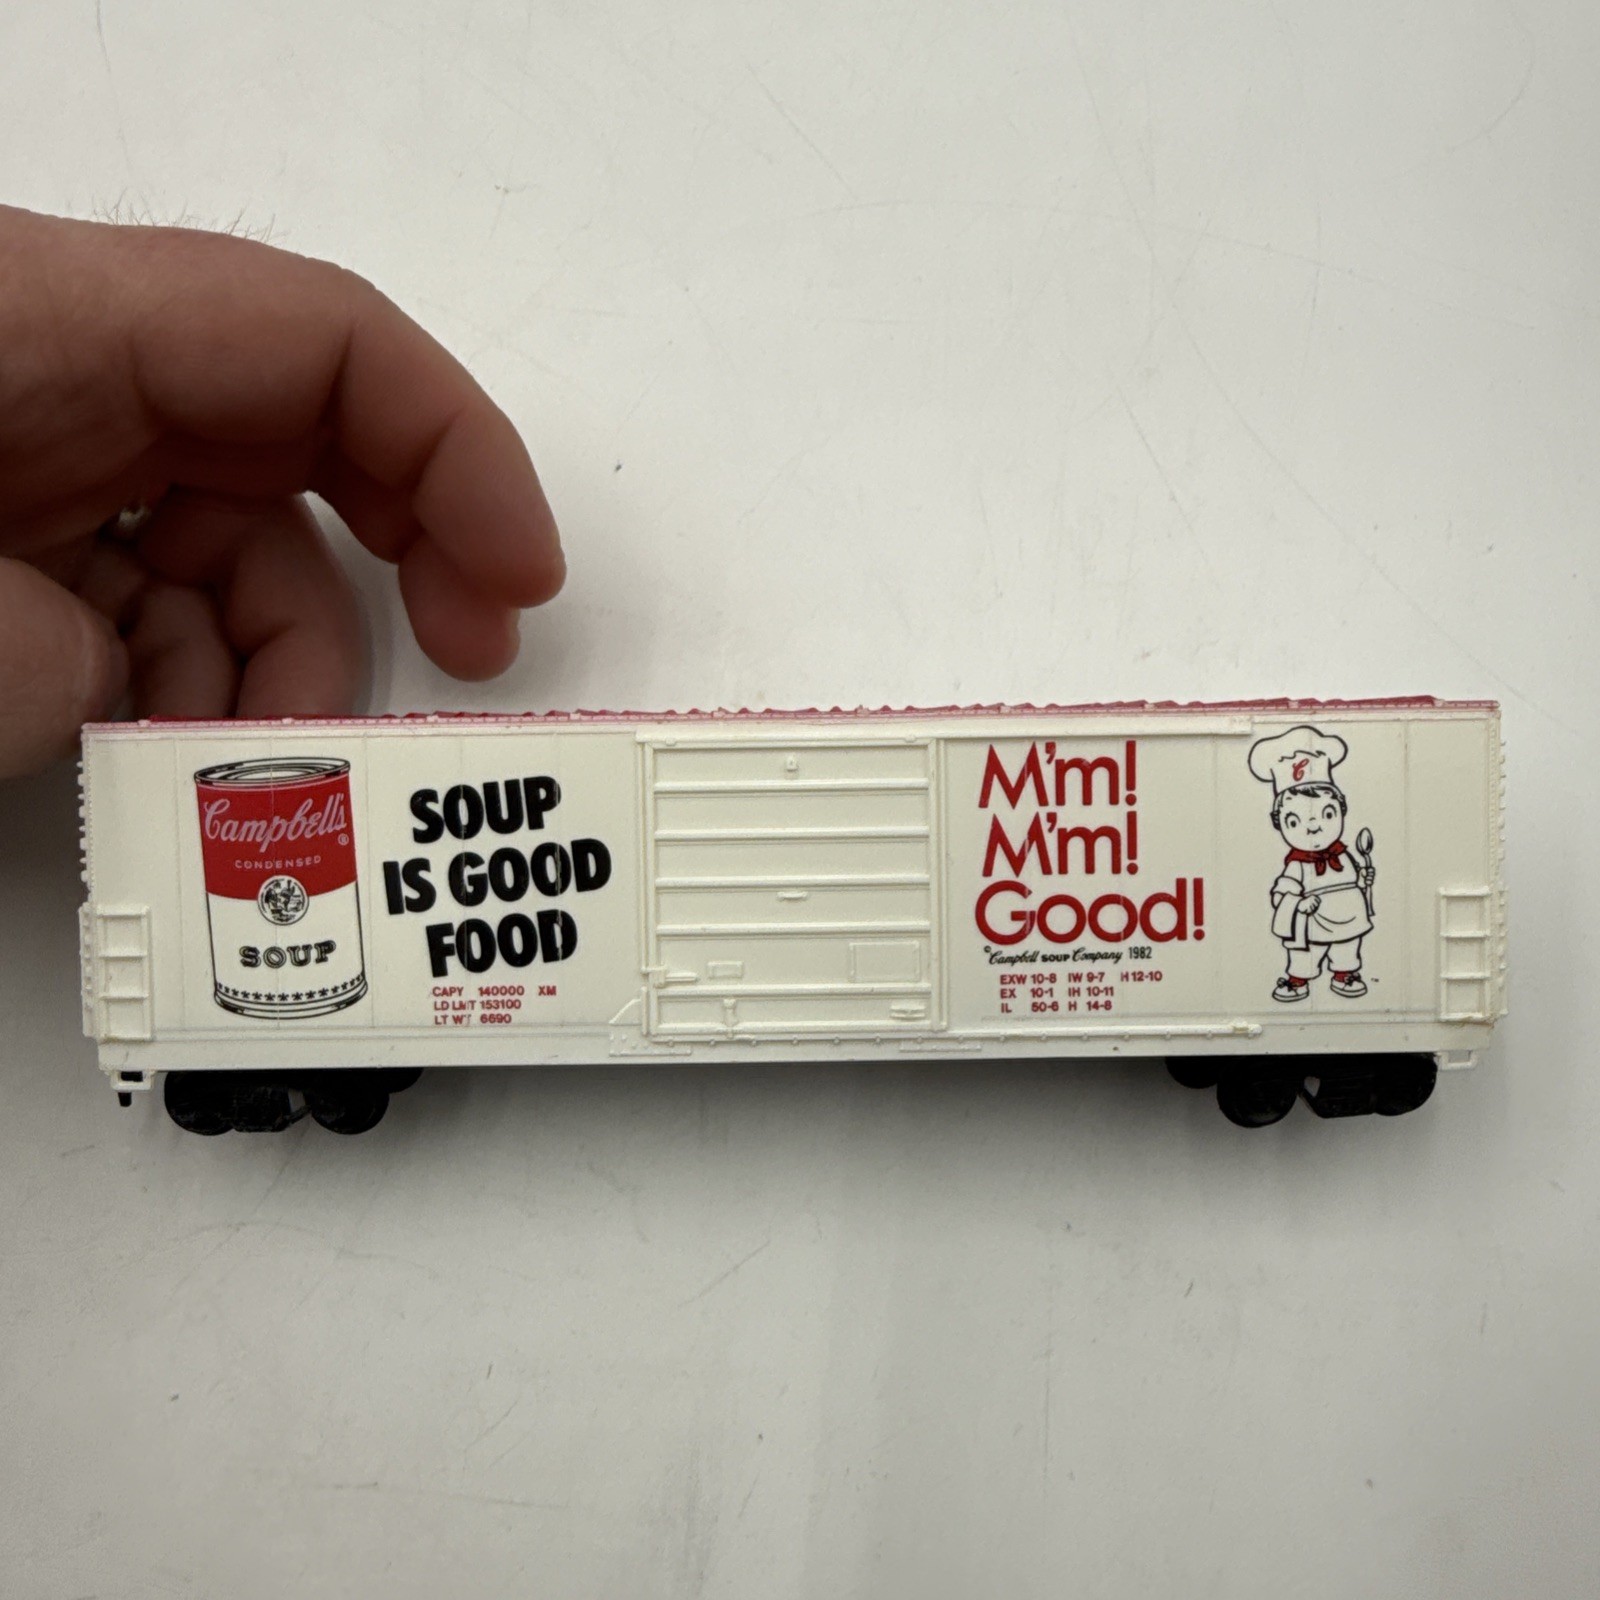 Campbell's®
CONDENSED
SOUP
SOUP
IS GOOD
FOOD
CAPY 140000 XM
LD LMT 153100
LT WT 6690
M'm!
M'm!
Good!
©Campbell SOUP Company 1982
EXW 10-8 IW 9-7 H 12-10
EX 10-1 IH 10-11
IL 50-6 H 14-8
C
™